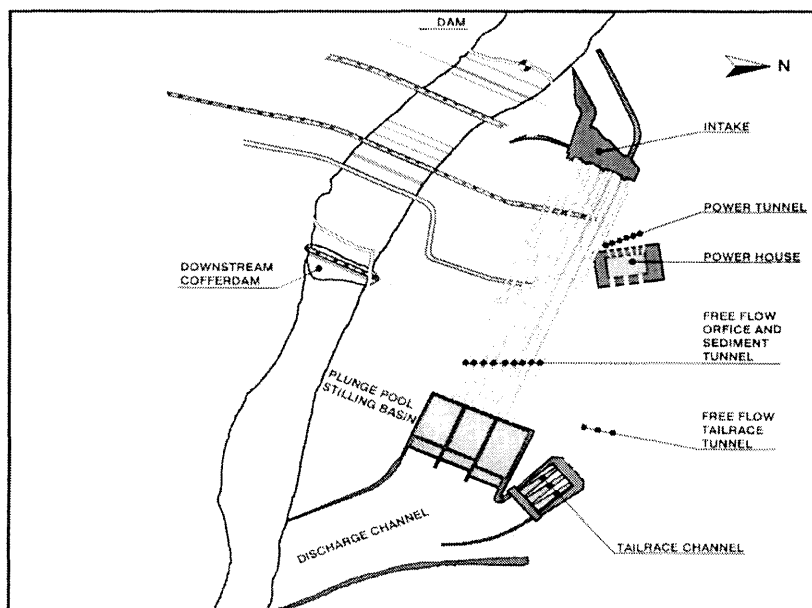 DAM
N
INTAKE
POWER TUNNEL
POWER HOUSE
DOWNSTREAM
COFFERDAM
FREE FLOW
ORFICE AND
SEDIMENT
TUNNEL
PLUNGE POOL
STILLING BASIN
FREE FLOW
TAILRACE
TUNNEL
DISCHARGE CHANNEL
TAILRACE CHANNEL